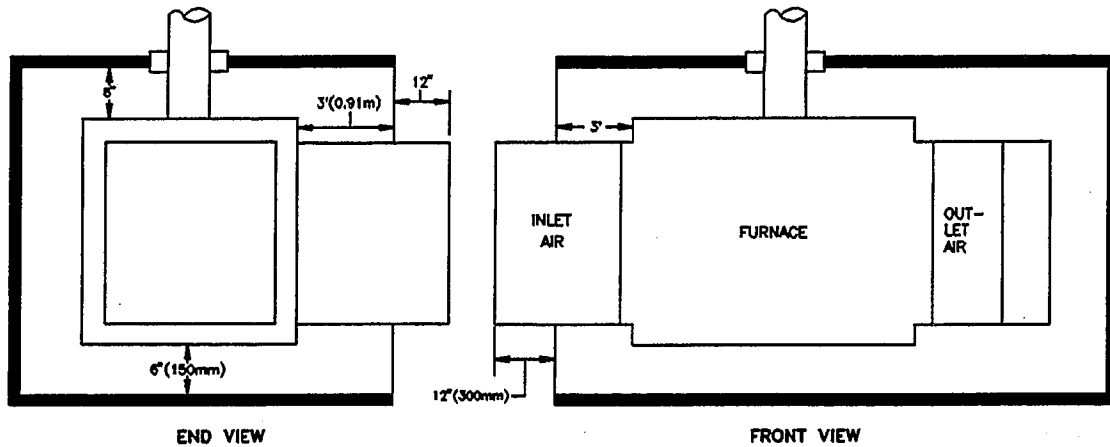 12"
3'(0.91m)
6"(150mm)
END VIEW
3'
INLET
AIR
FURNACE
OUT-
LET
AIR
12"(300mm)
FRONT VIEW